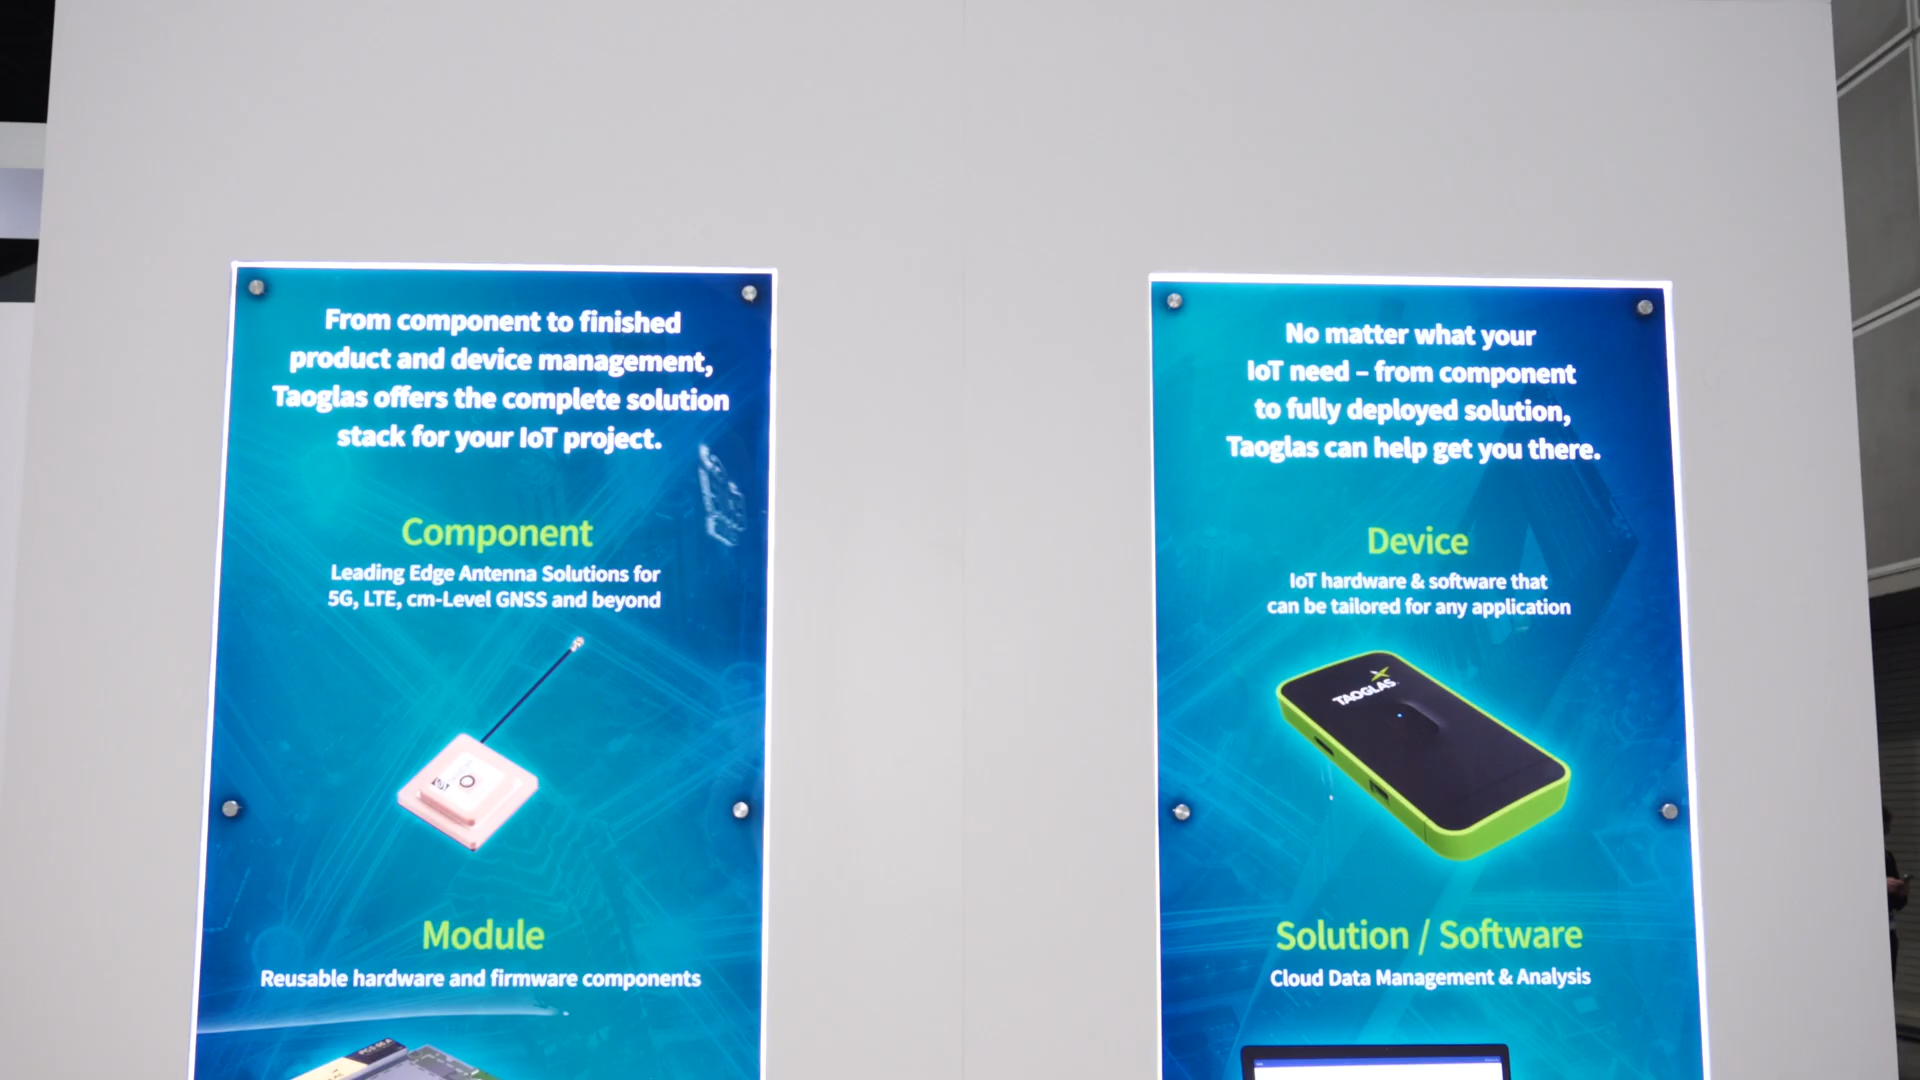 From component to finished
product and device management,
Taoglas offers the complete solution
stack for your IoT project.
Component
Leading Edge Antenna Solutions for
5G, LTE, cm-Level GNSS and beyond
Module
Reusable hardware and firmware components
No matter what your
IoT need – from component
to fully deployed solution,
Taoglas can help get you there.
Device
IoT hardware & software that
can be tailored for any application
TAOGLAS
Solution / Software
Cloud Data Management & Analysis